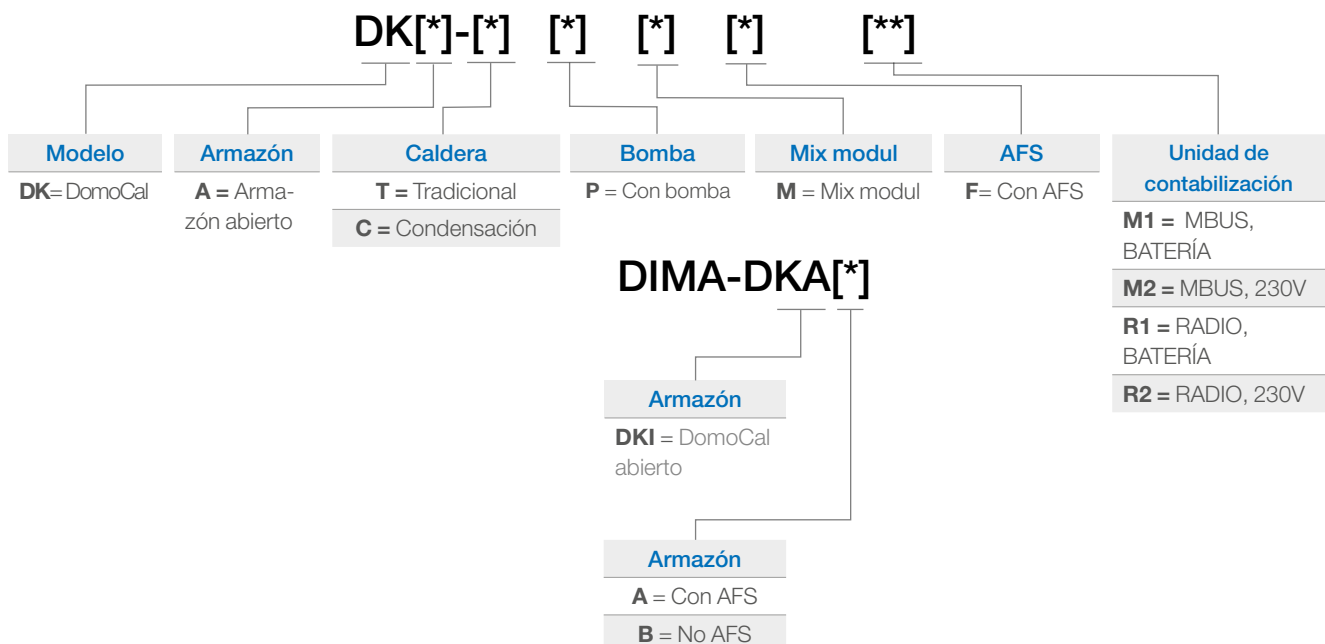 DK[*]-[*] [*] [*] [*] [**]
Modelo
DK= DomoCal
Armazón
A = Arma-
zón abierto
Caldera
T = Tradicional
C = Condensación
Bomba
P = Con bomba
Mix modul
M = Mix modul
AFS
F= Con AFS
Unidad de
contabilización
M1 = MBUS,
BATERÍA
M2 = MBUS, 230V
R1 = RADIO,
BATERÍA
R2 = RADIO, 230V
DIMA-DKA[*]
Armazón
DKI = DomoCal
abierto
Armazón
A = Con AFS
B = No AFS